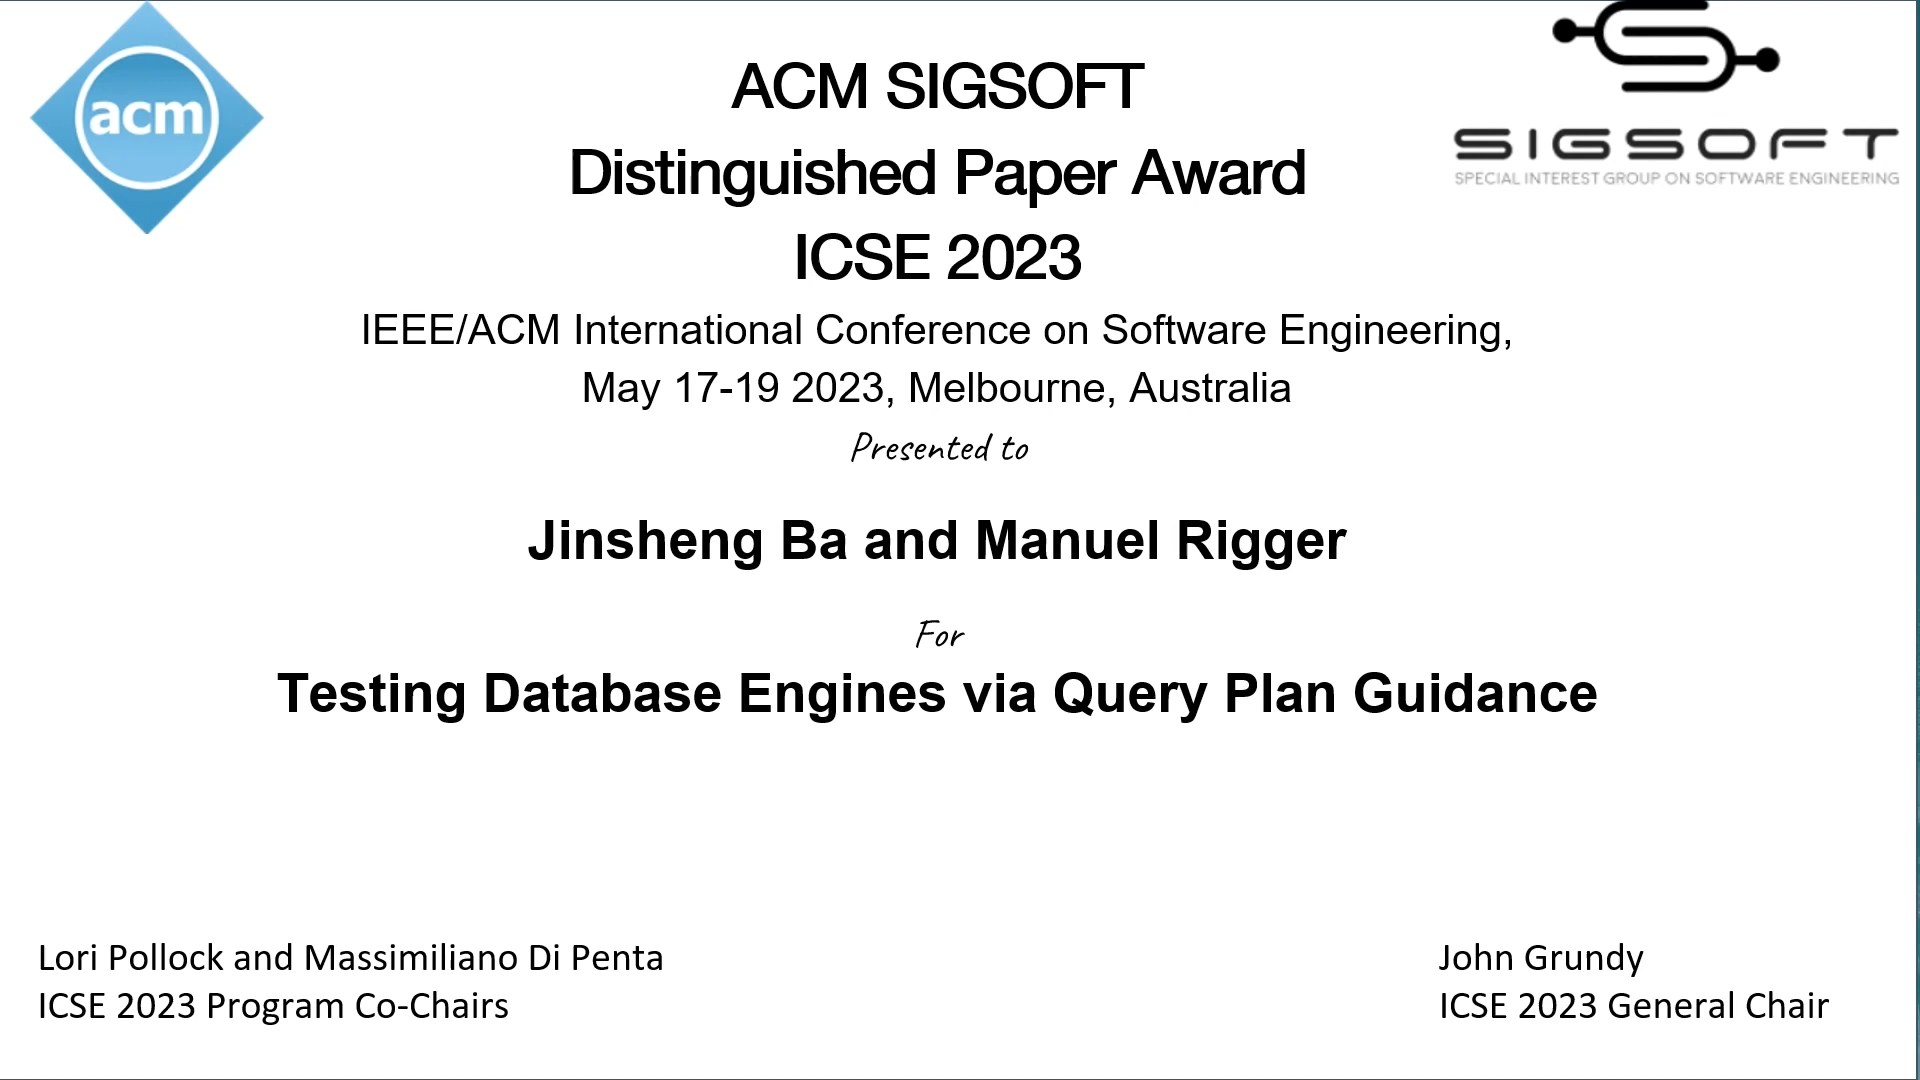 acm
SIGSOFT
SPECIAL INTEREST GROUP ON SOFTWARE ENGINEERING
ACM SIGSOFT
Distinguished Paper Award
ICSE 2023
IEEE/ACM International Conference on Software Engineering,
May 17-19 2023, Melbourne, Australia
Presented to
Jinsheng Ba and Manuel Rigger
For
Testing Database Engines via Query Plan Guidance
Lori Pollock and Massimiliano Di Penta
ICSE 2023 Program Co-Chairs
John Grundy
ICSE 2023 General Chair